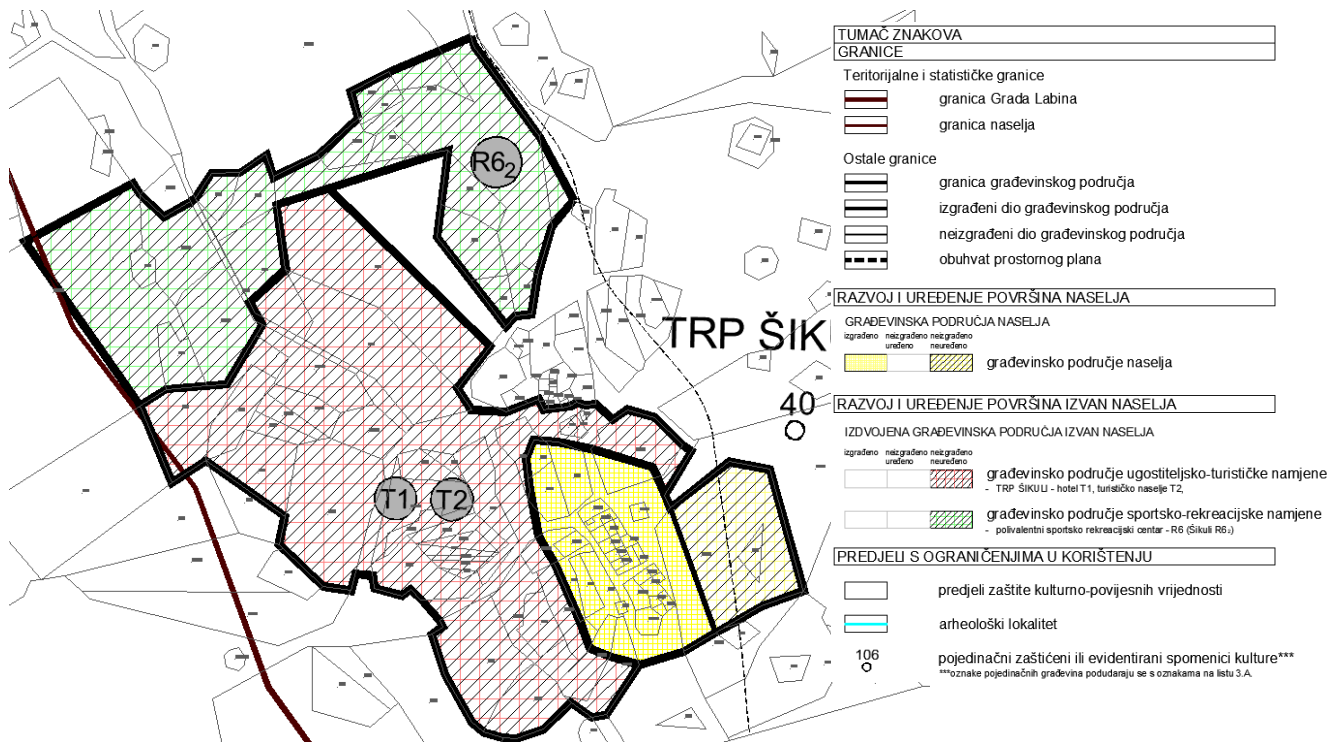 R6₂
TRP ŠIK
40
T1
T2
TUMAČ ZNAKOVA
GRANICE
Teritorijalne i statističke granice
granica Grada Labina
granica naselja
Ostale granice
granica građevinskog područja
izgrađeni dio građevinskog područja
neizgrađeni dio građevinskog područja
obuhvat prostornog plana
RAZVOJ I UREĐENJE POVRŠINA NASELJA
GRAĐEVINSKA PODRUČJA NASELJA
izgrađeno neizgrađeno neizgrađeno
uređeno neuređeno
građevinsko područje naselja
RAZVOJ I UREĐENJE POVRŠINA IZVAN NASELJA
IZDVOJENA GRAĐEVINSKA PODRUČJA IZVAN NASELJA
izgrađeno neizgrađeno neizgrađeno
uređeno neuređeno
građevinsko područje ugostiteljsko-turističke namjene
- TRP ŠIKULI - hotel T1, turističko naselje T2,
građevinsko područje sportsko-rekreacijske namjene
- polivalentni sportsko rekreacijski centar - R6 (Šikuli R6₂)
PREDJELI S OGRANIČENJIMA U KORIŠTENJU
predjeli zaštite kulturno-povijesnih vrijednosti
arheološki lokalitet
106
pojedinačni zaštićeni ili evidentirani spomenici kulture***
***oznake pojedinačnih građevina podudaraju se s oznakama na listu 3.A.